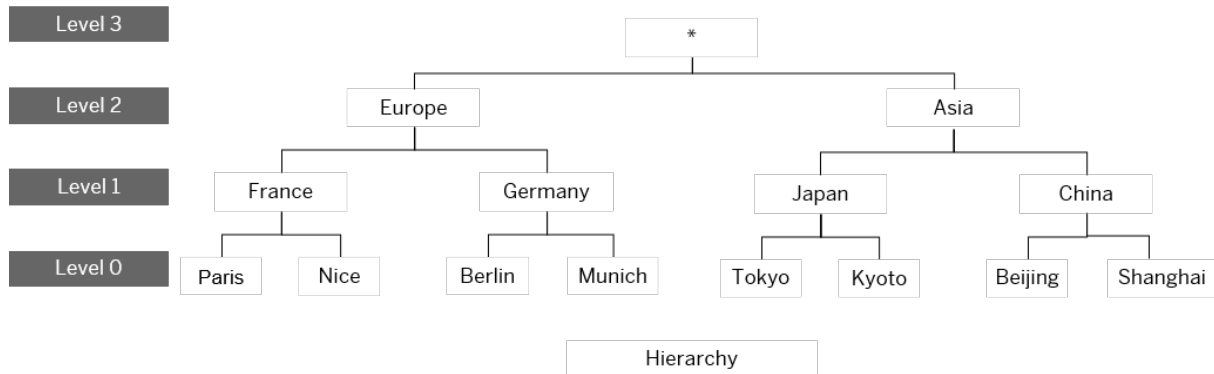 Level 3
*
Level 2
Europe
Asia
Level 1
France
Germany
Japan
China
Level 0
Paris
Nice
Berlin
Munich
Tokyo
Kyoto
Beijing
Shanghai
Hierarchy